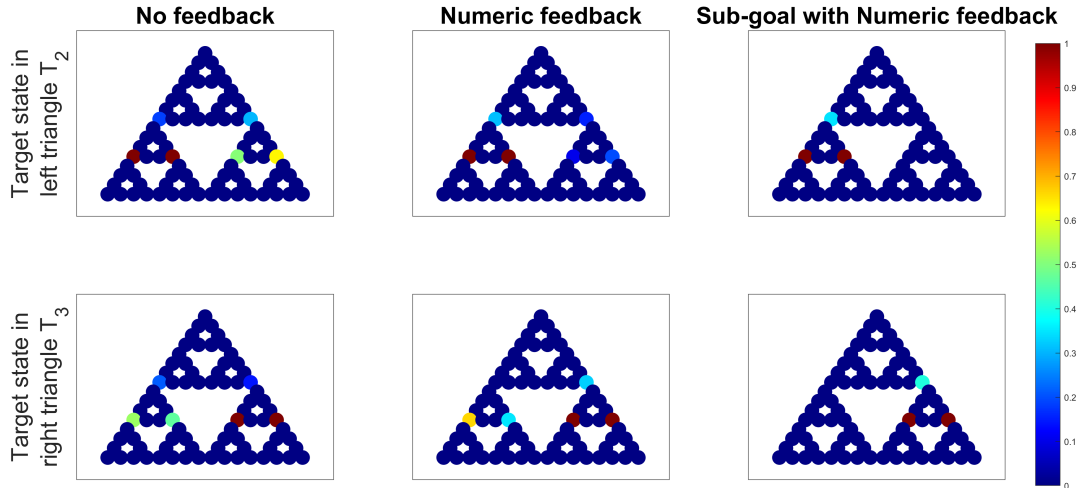 No feedback
Numeric feedback
Sub-goal with Numeric feedback
Target state in
left triangle T2
Target state in
right triangle T3
1
0.9
0.8
0.7
0.6
0.5
0.4
0.3
0.2
0.1
0